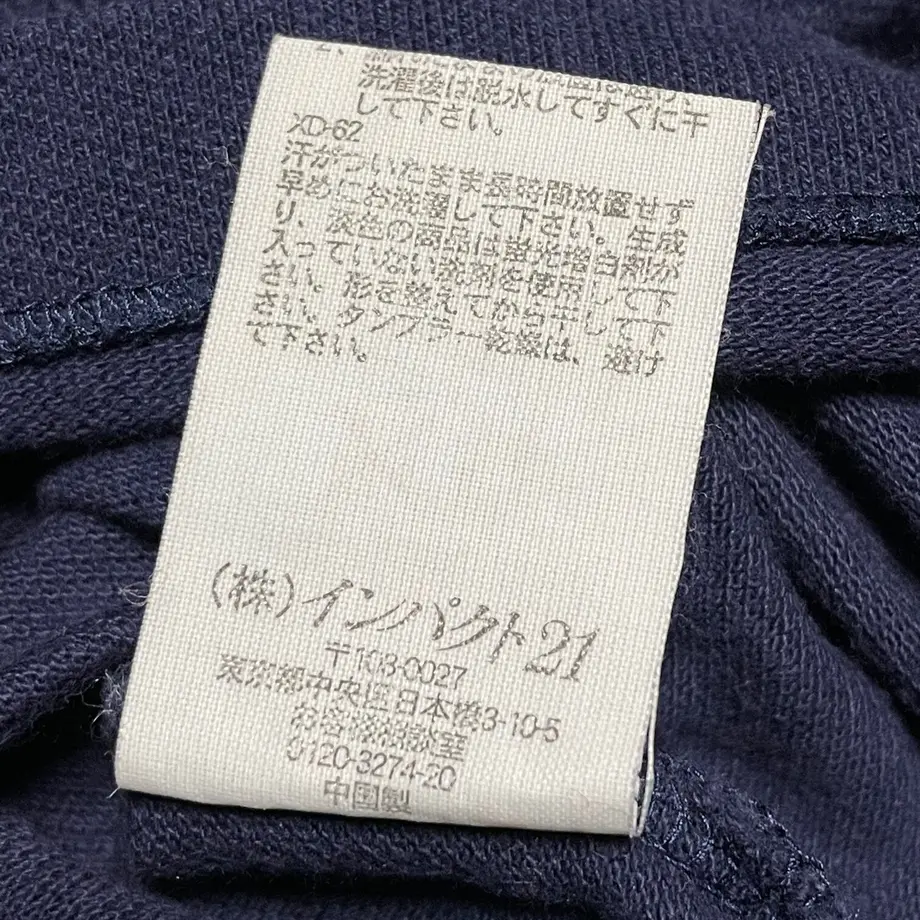 洗濯後は脱水してすぐに干
して下さい。
XD-62
汗がついたまま長時間放置せず
早めにお洗濯して下さい。生成
り、淡色の商品は蛍光増白剤が
入っていない洗剤を使用して下
さい。形を整えてから干して下
さい。タンブラー乾燥は、避け
て下さい。
(株)インパクト21
〒103-0027
東京都中央区日本橋3-10-5
お客様相談室
0120-3274-20
中国製